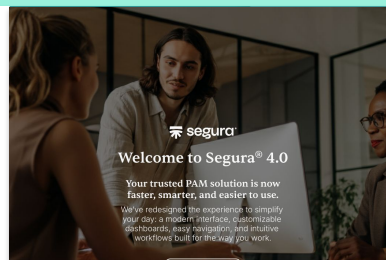 segura®
Welcome to Segura® 4.0
Your trusted PAM solution is now
faster, smarter, and easier to use.
We've redesigned the experience to simplify
your day: a modern interface, customizable
dashboards, easy navigation, and intuitive
workflows built for the way you work.